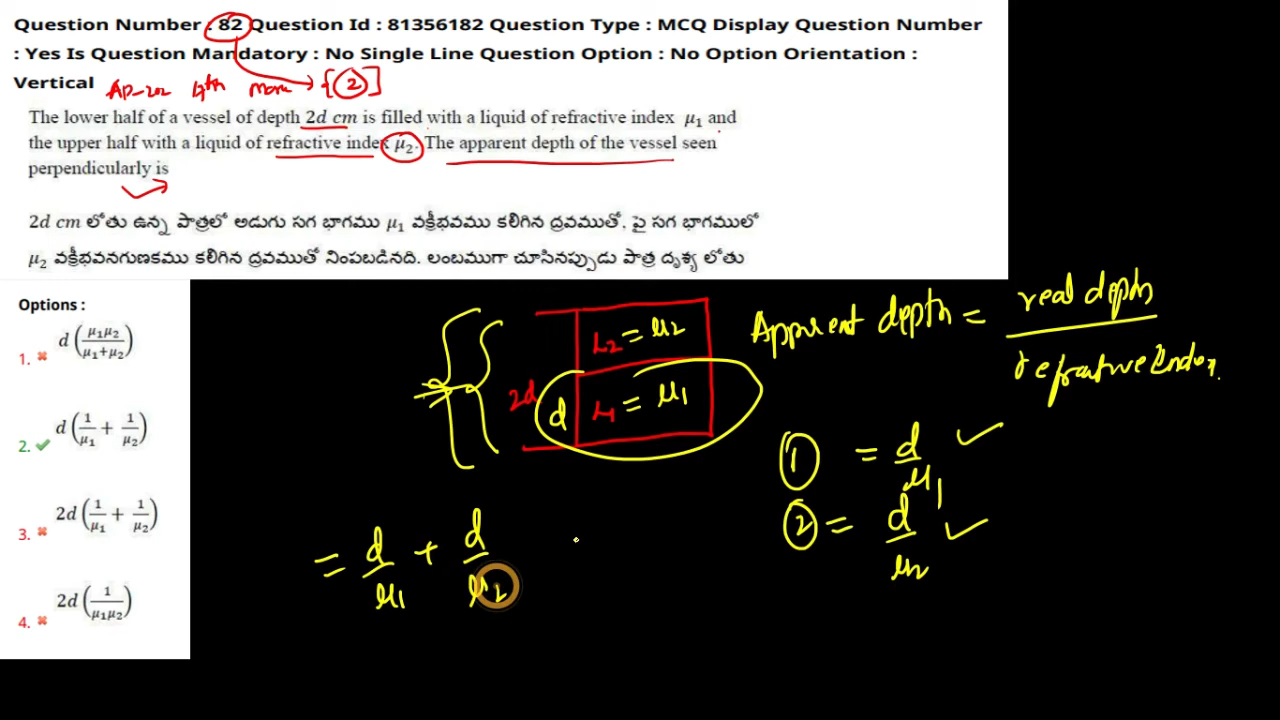 Question Number : 82 Question Id : 81356182 Question Type : MCQ Display Question Number
: Yes Is Question Mandatory : No Single Line Question Option : No Option Orientation :
Vertical
{2}
The lower half of a vessel of depth 2d cm is filled with a liquid of refractive index μ₁ and
the upper half with a liquid of refractive index μ₂. The apparent depth of the vessel seen
perpendicularly is
2d cm లోతు ఉన్న పాత్రలో అడుగు సగ భాగము μ₁ వక్రీభవము కలిగిన ద్రవముతో, పై సగ భాగములో
μ₂ వక్రీభవనగుణకము కలిగిన ద్రవముతో నింపబడినది. లంబముగా చూసినప్పుడు పాత్ర దృశ్య లోతు
Options :
1. ✖ d(μ₁μ₂/μ₁+μ₂)
2. ✔ d(1/μ₁ + 1/μ₂)
3. ✖ 2d(1/μ₁ + 1/μ₂)
4. ✖ 2d(1/μ₁μ₂)
L₂ = μ₂
2d
d
= μ₁
Apparent depth = real depth / refractive Index.
① = d/μ₁ ✓
② = d/μ₂ ✓
= d/μ₁ + d/μ₂